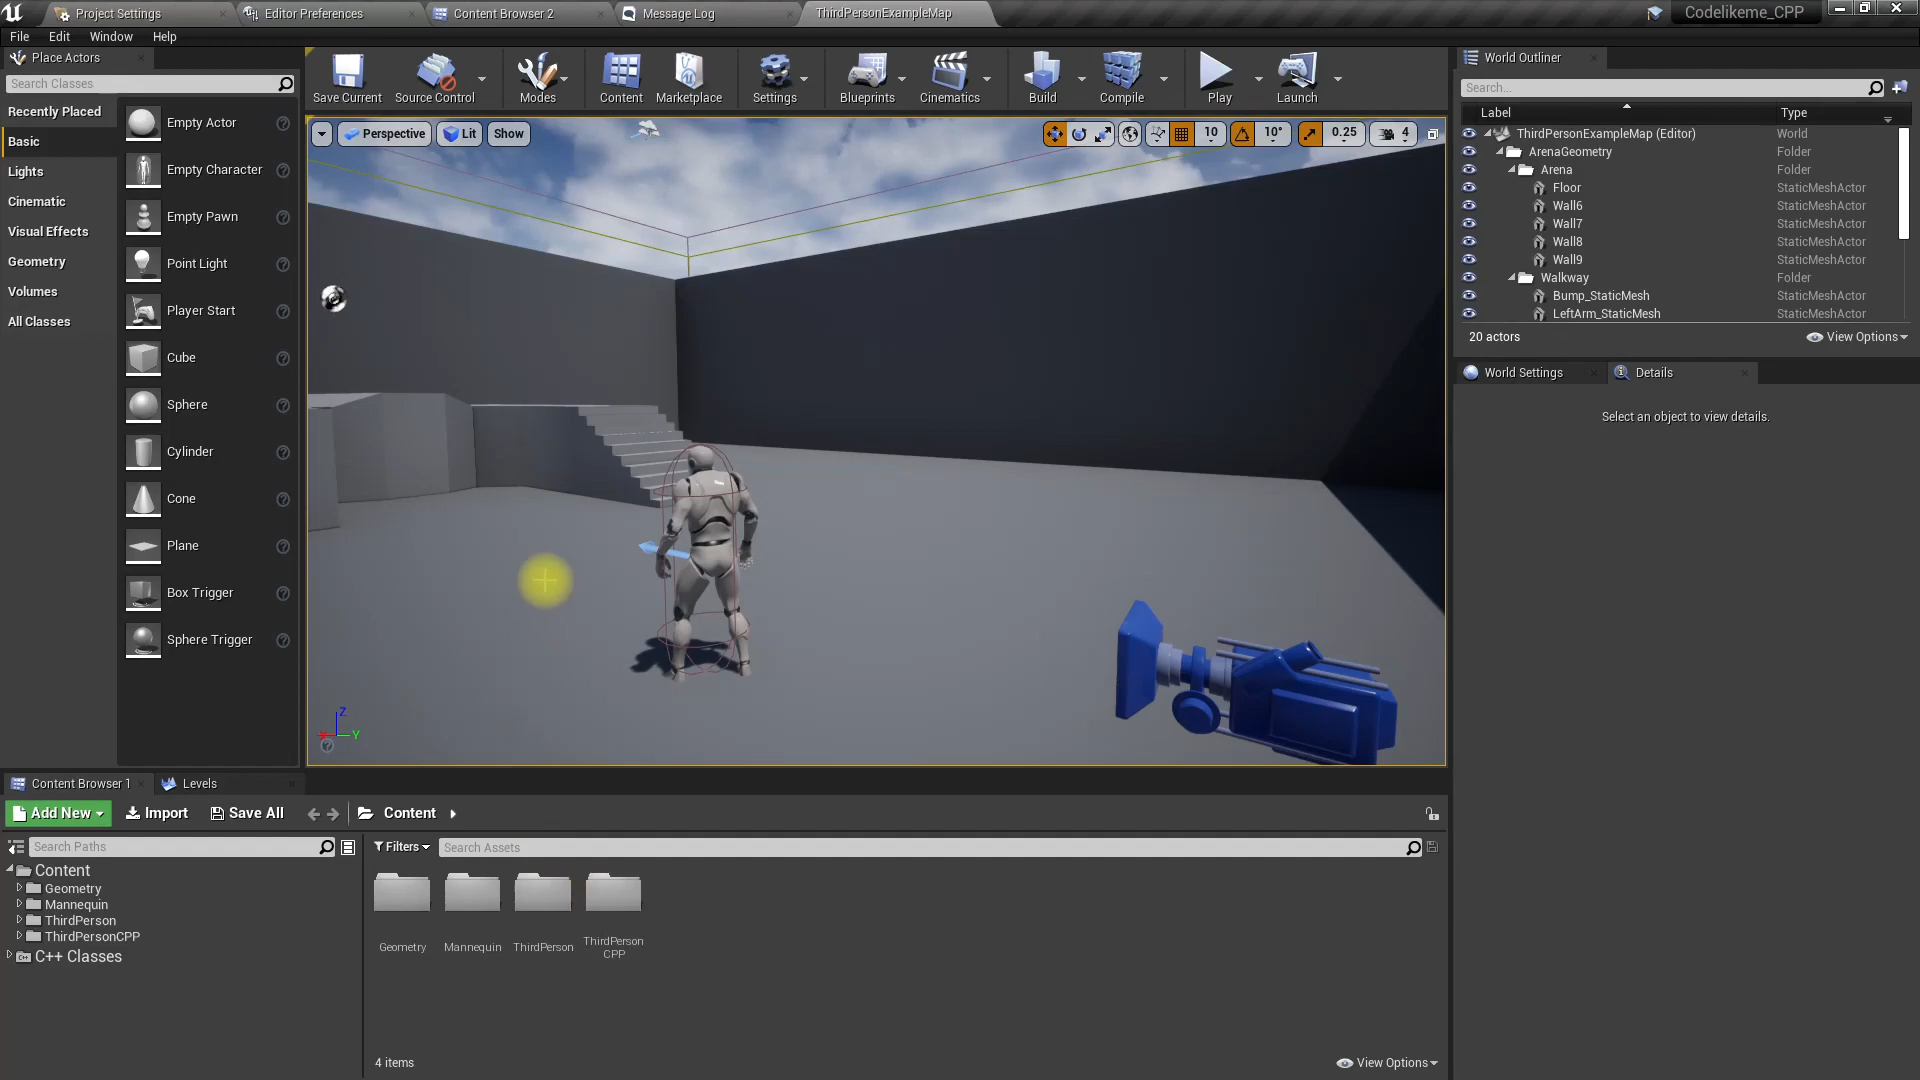 Project Settings
Editor Preferences
Content Browser 2
Message Log
ThirdPersonExampleMap
Codelikeme_CPP
File Edit Window Help
Place Actors
Search Classes
Recently Placed
Basic
Lights
Cinematic
Visual Effects
Geometry
Volumes
All Classes
Empty Actor
Empty Character
Empty Pawn
Point Light
Player Start
Cube
Sphere
Cylinder
Cone
Plane
Box Trigger
Sphere Trigger
Save Current
Source Control
Modes
Content
Marketplace
Settings
Blueprints
Cinematics
Build
Compile
Play
Launch
Perspective
Lit
Show
10
10°
0.25
4
Z
X
Y
World Outliner
Search...
Label Type
ThirdPersonExampleMap (Editor) World
ArenaGeometry Folder
Arena Folder
Floor StaticMeshActor
Wall6 StaticMeshActor
Wall7 StaticMeshActor
Wall8 StaticMeshActor
Wall9 StaticMeshActor
Walkway Folder
Bump_StaticMesh StaticMeshActor
LeftArm_StaticMesh StaticMeshActor
20 actors
View Options
World Settings
Details
Select an object to view details.
Content Browser 1
Levels
Add New
Import
Save All
Content
Search Paths
Content
Geometry
Mannequin
ThirdPerson
ThirdPersonCPP
C++ Classes
Filters
Search Assets
Geometry
Mannequin
ThirdPerson
ThirdPerson
CPP
4 items
View Options